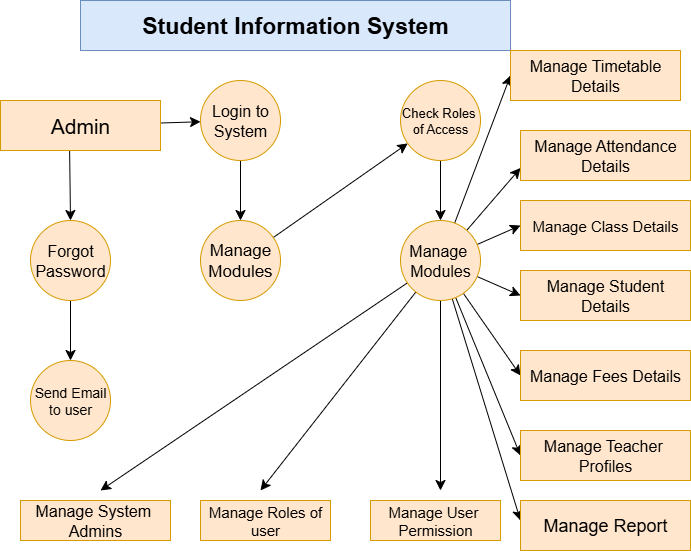 Student Information System
Manage Timetable
Details
Login to
System
Check Roles
of Access
Admin
Manage Attendance
Details
Manage Class Details
Forgot
Password
Manage
Modules
Manage
Modules
Manage Student
Details
Manage Fees Details
Send Email
to user
Manage Teacher
Profiles
Manage System
Admins
Manage Roles of
user
Manage User
Permission
Manage Report